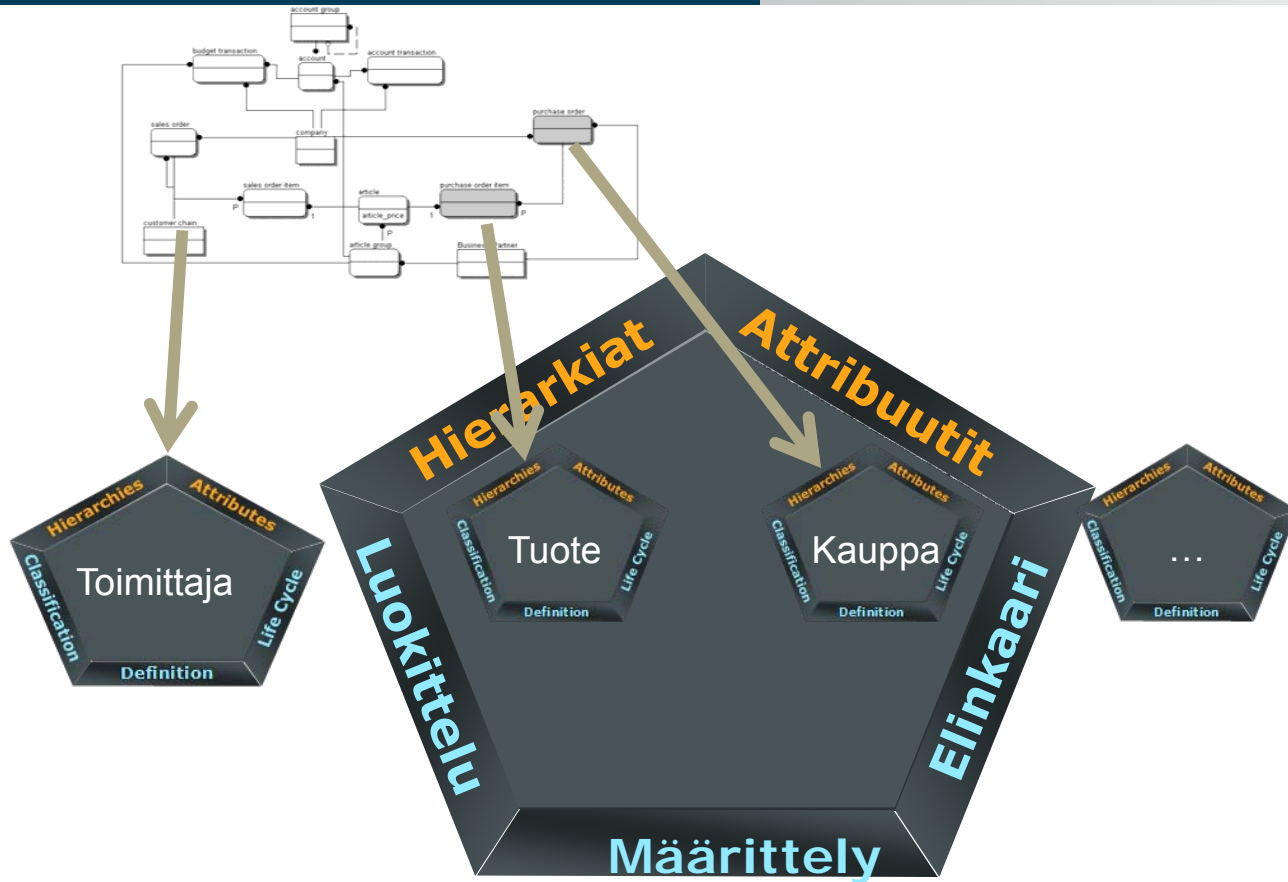 account group
budget transaction
account
account transaction
purchase order
sales order
company
sales order item
article
purchase order item
article_price
P
1
1
P
customer chain
P
article group
Hierarkiat
Attribuutit
Luokittelu
Elinkaari
Määrittely
Hierarchies
Attributes
Classification
Life Cycle
Definition
Toimittaja
Hierarchies
Attributes
Classification
Life Cycle
Definition
Tuote
Hierarchies
Attributes
Classification
Life Cycle
Definition
Kauppa
Hierarchies
Attributes
Classification
Life Cycle
Definition
...